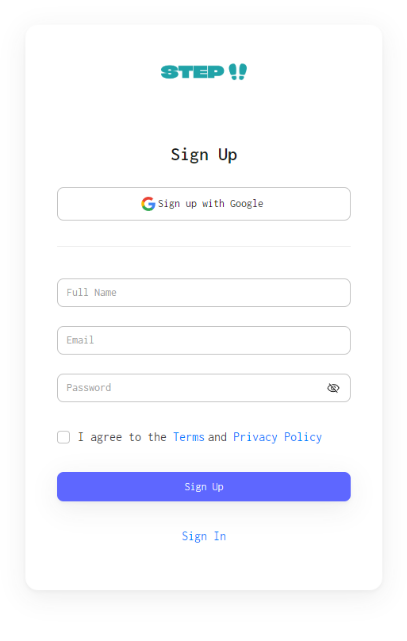 STEP !!
Sign Up
Sign up with Google
Full Name
Email
Password
I agree to the Terms and Privacy Policy
Sign Up
Sign In